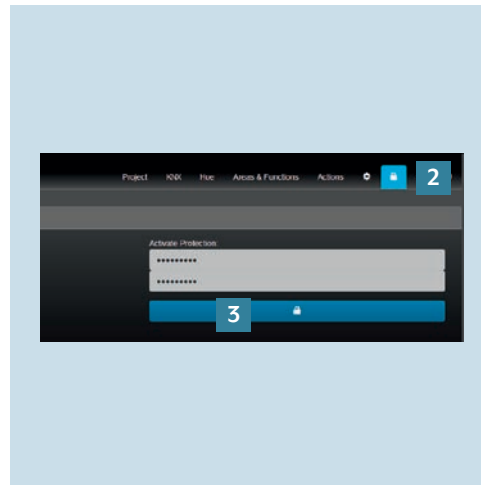 Project KNX Hue Areas & Functions Actions 2
Activate Protection:
•••••••••
•••••••••
3